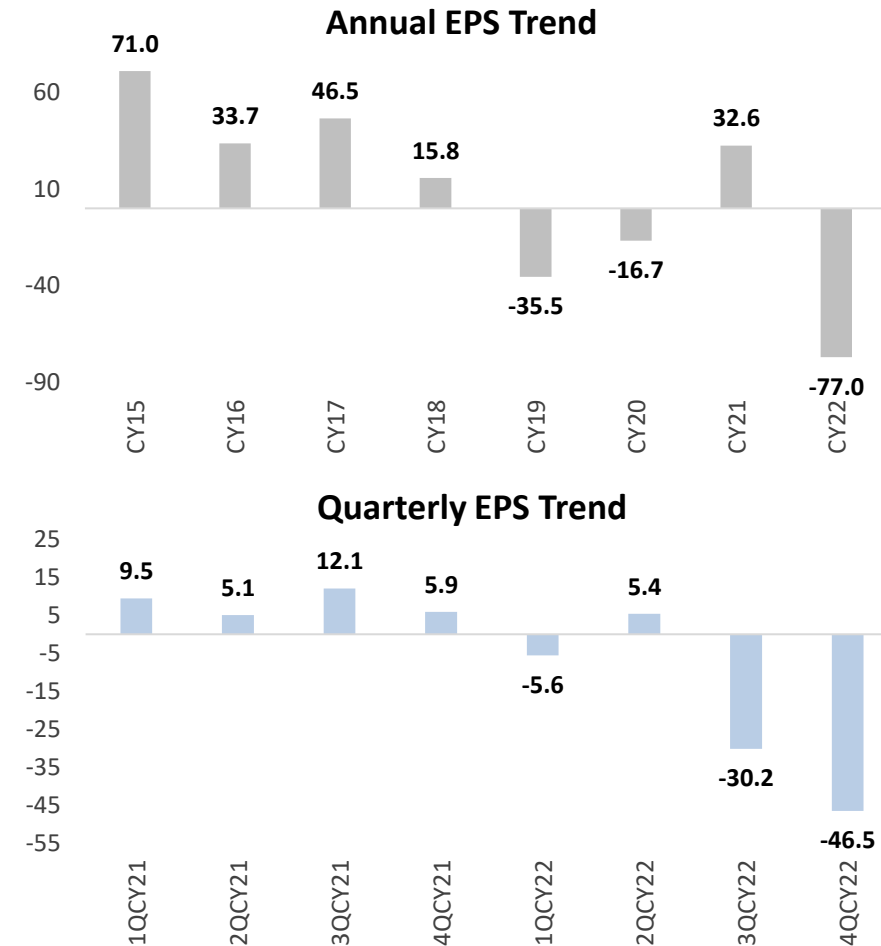 Annual EPS Trend
71.0
60
33.7
46.5
15.8
32.6
10
-40
-35.5
-16.7
-90
-77.0
CY15
CY16
CY17
CY18
CY19
CY20
CY21
CY22
Quarterly EPS Trend
25
15
5
-5
-15
-25
-35
-45
-55
9.5
5.1
12.1
5.9
-5.6
5.4
-30.2
-46.5
1QCY21
2QCY21
3QCY21
4QCY21
1QCY22
2QCY22
3QCY22
4QCY22